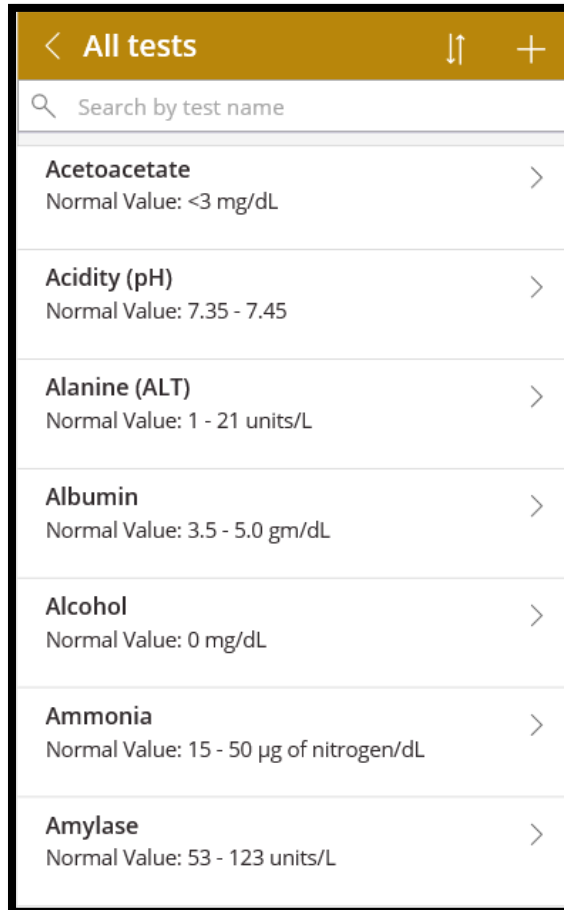 All tests
Search by test name
Acetoacetate
Normal Value: <3 mg/dL
Acidity (pH)
Normal Value: 7.35 - 7.45
Alanine (ALT)
Normal Value: 1 - 21 units/L
Albumin
Normal Value: 3.5 - 5.0 gm/dL
Alcohol
Normal Value: 0 mg/dL
Ammonia
Normal Value: 15 - 50 µg of nitrogen/dL
Amylase
Normal Value: 53 - 123 units/L